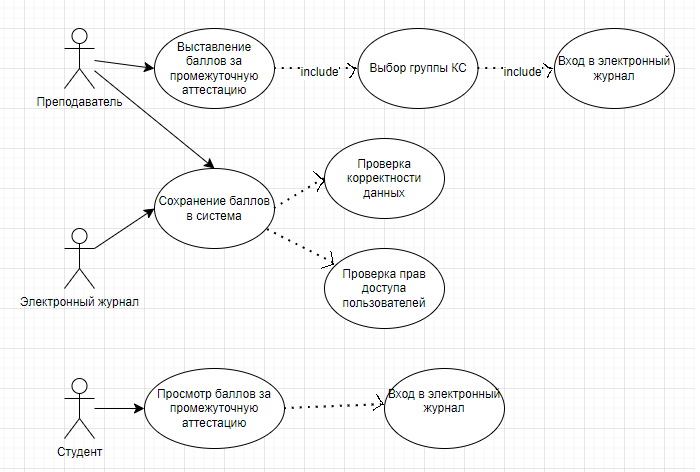 Выставление
баллов за
промежуточную
аттестацию
include
Выбор группы КС
include
Вход в электронный
журнал
Преподаватель
Сохранение баллов
в система
Проверка
корректности
данных
Проверка прав
доступа
пользователей
Электронный журнал
Просмотр баллов за
промежуточную
аттестацию
Вход в электронный
журнал
Студент